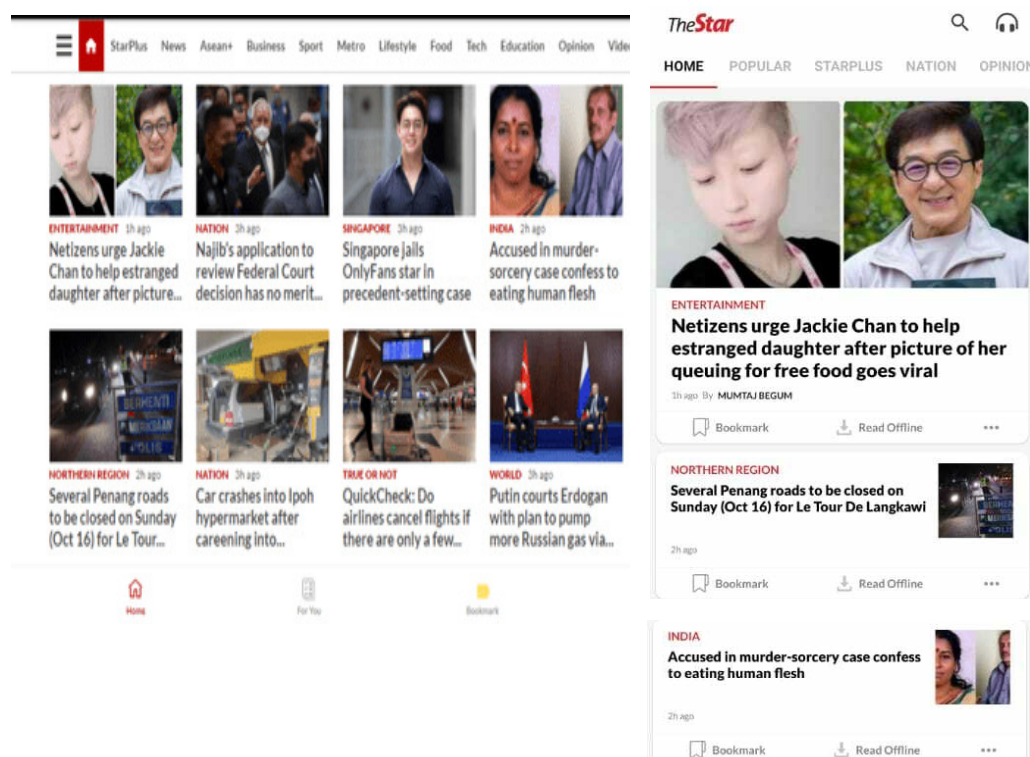 StarPlus News Asean+ Business Sport Metro Lifestyle Food Tech Education Opinion Video
ENTERTAINMENT 1h ago
Netizens urge Jackie
Chan to help estranged
daughter after picture...
NATION 3h ago
Najib's application to
review Federal Court
decision has no merit...
SINGAPORE 3h ago
Singapore jails
OnlyFans star in
precedent-setting case
INDIA 2h ago
Accused in murder-
sorcery case confess to
eating human flesh
BERHENTI
PEMERIKSAAN
POLIS
NORTHERN REGION 2h ago
Several Penang roads
to be closed on Sunday
(Oct 16) for Le Tour...
NATION 3h ago
Car crashes into Ipoh
hypermarket after
careening into...
TRUE OR NOT
QuickCheck: Do
airlines cancel flights if
there are only a few...
WORLD 3h ago
Putin courts Erdogan
with plan to pump
more Russian gas via...
Home
For You
Bookmark
TheStar
HOME POPULAR STARPLUS NATION OPINION
ENTERTAINMENT
Netizens urge Jackie Chan to help
estranged daughter after picture of her
queuing for free food goes viral
1h ago By MUMTAJ BEGUM
Bookmark Read Offline
NORTHERN REGION
Several Penang roads to be closed on
Sunday (Oct 16) for Le Tour De Langkawi
2h ago
Bookmark Read Offline
INDIA
Accused in murder-sorcery case confess
to eating human flesh
2h ago
Bookmark Read Offline